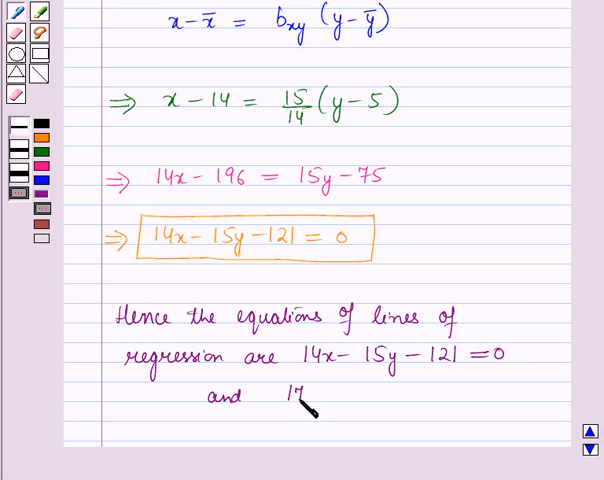 x - x̅ = bxy (y - y̅)
⇒ x - 14 = 15/14 (y - 5)
⇒ 14x - 196 = 15y - 75
⇒ 14x - 15y - 121 = 0
Hence the equations of lines of
regression are 14x - 15y - 121 = 0
and 17